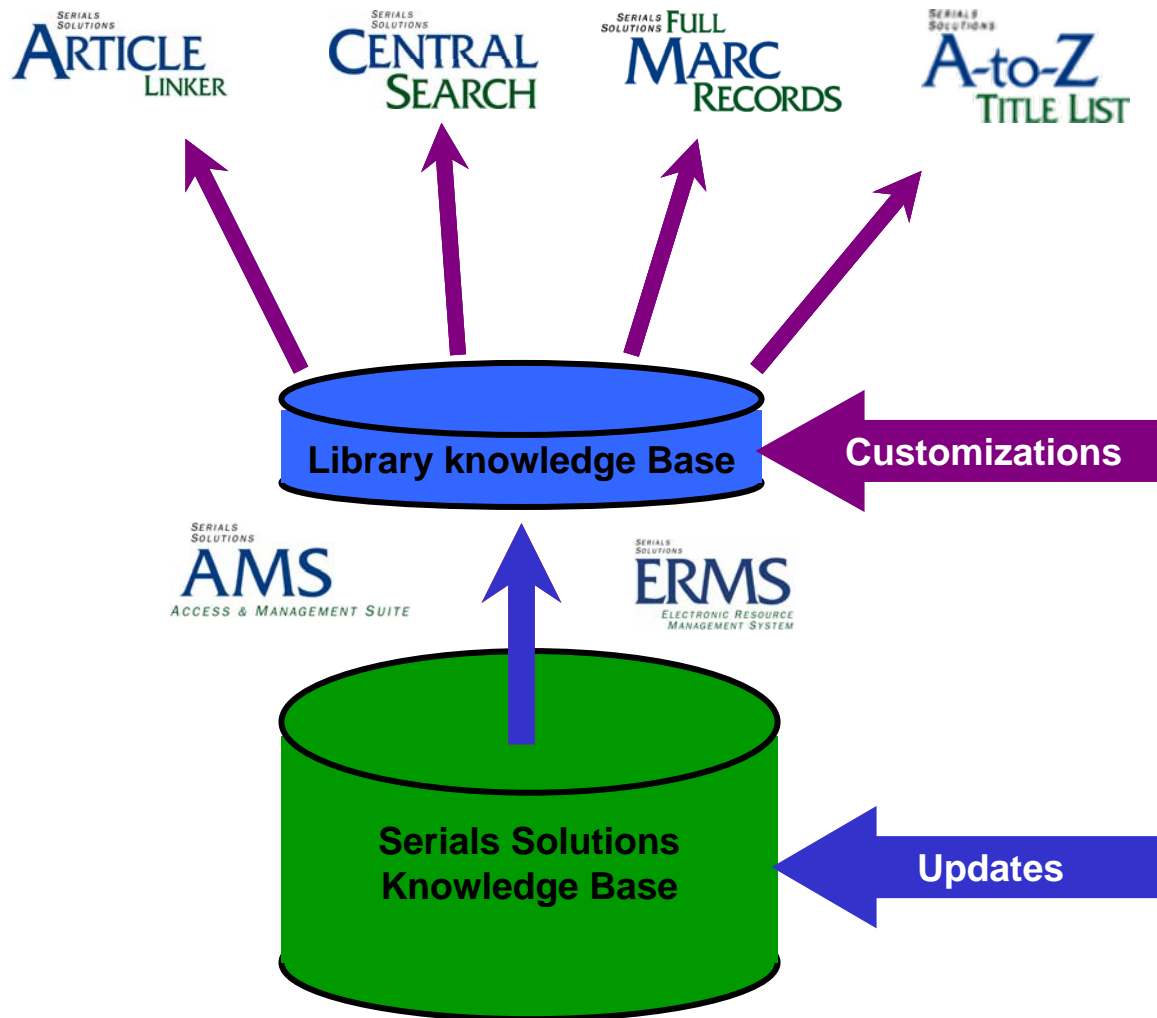 SERIALS
SOLUTIONS
ARTICLE
LINKER
SERIALS
SOLUTIONS
CENTRAL
SEARCH
SERIALS
SOLUTIONS FULL
MARC
RECORDS
SERIALS
SOLUTIONS
A-to-Z
TITLE LIST
Library knowledge Base
Customizations
SERIALS
SOLUTIONS
AMS
ACCESS & MANAGEMENT SUITE
SERIALS
SOLUTIONS
ERMS
ELECTRONIC RESOURCE
MANAGEMENT SYSTEM
Serials Solutions
Knowledge Base
Updates